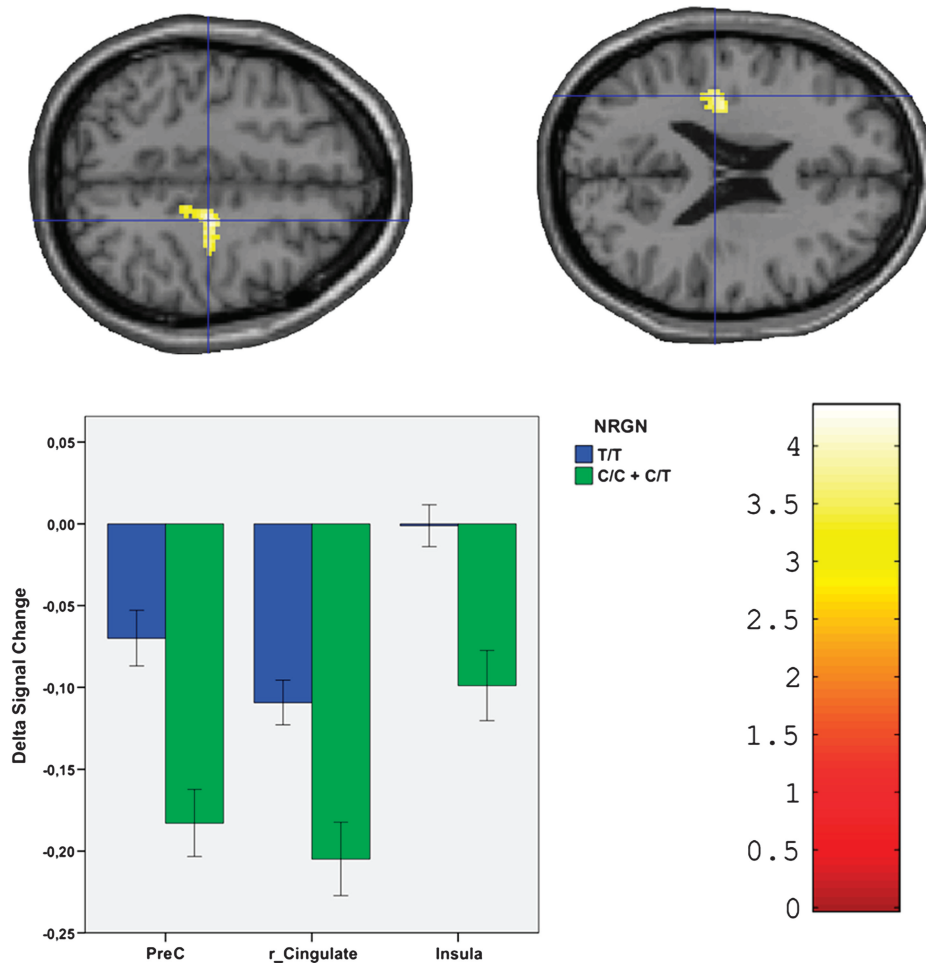 NRGN
T/T
C/C + C/T
0,05
0,00
-0,05
-0,10
-0,15
-0,20
-0,25
Delta Signal Change
PreC
r_Cingulate
Insula
4
3.5
3
2.5
2
1.5
1
0.5
0